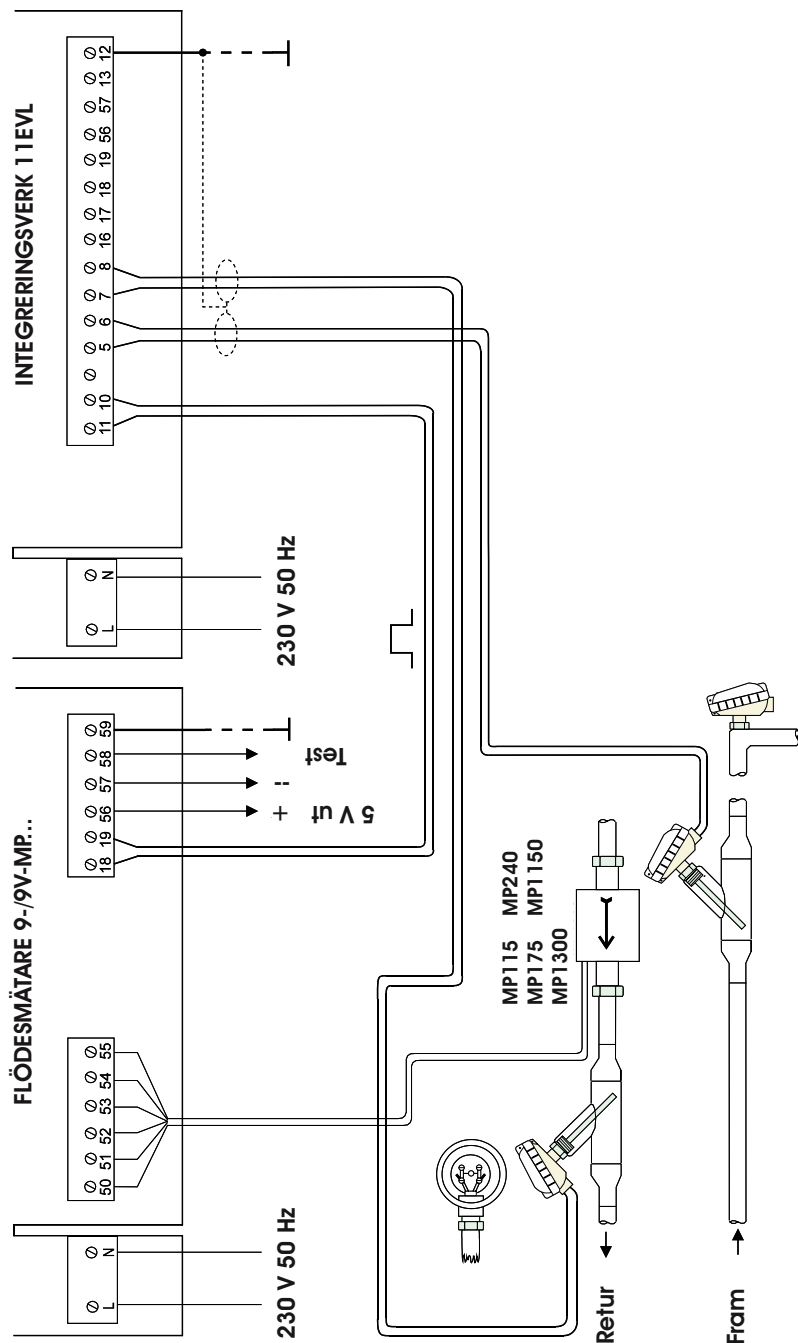 FLÖDESMÄTARE 9-/9V-MP...
INTEGRERINGSVERK 11EVL
L N
50 51 52 53 54 55
18 19 56 57 58 59
L N
11 10 5 6 7 8 16 17 18 19 56 57 13 12
230 V 50 Hz
5 V ut
+
--
Test
230 V 50 Hz
MP115 MP240
MP175 MP1150
MP1300
Retur
Fram